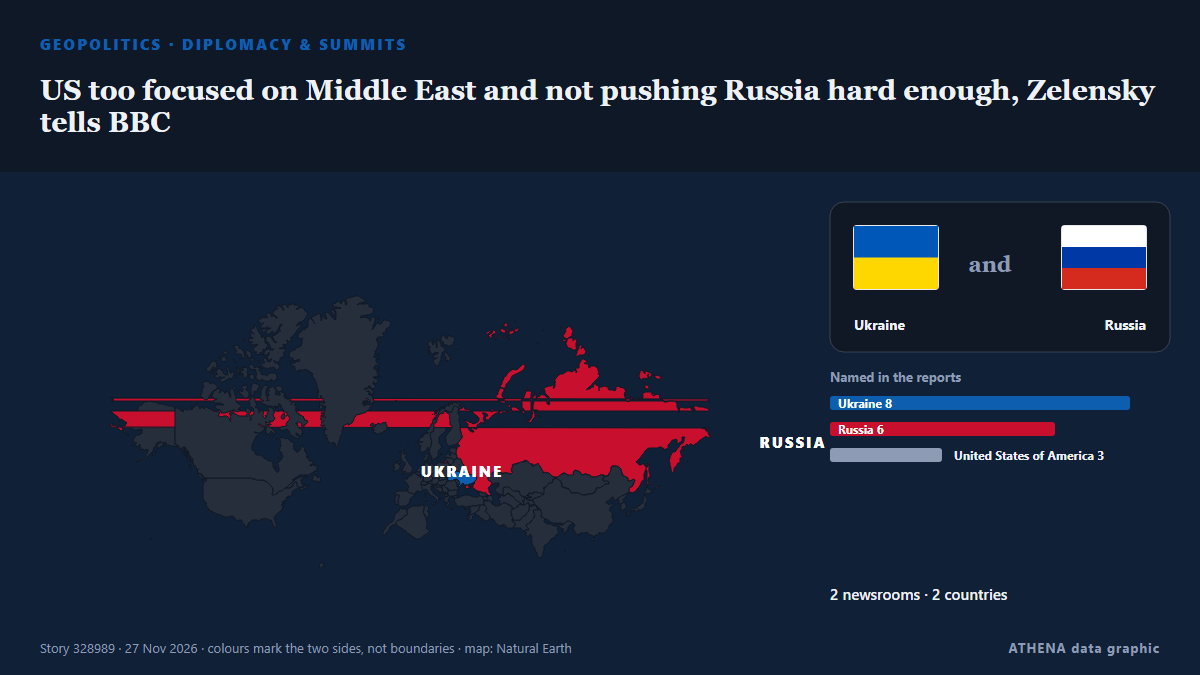 GEOPOLITICS · DIPLOMACY & SUMMITS
US too focused on Middle East and not pushing Russia hard enough, Zelensky
tells BBC
and
Ukraine
Russia
Named in the reports
Ukraine 8
Russia 6
United States of America 3
RUSSIA
UKRAINE
2 newsrooms · 2 countries
Story 328989 · 27 Nov 2026 · colours mark the two sides, not boundaries · map: Natural Earth
ATHENA data graphic